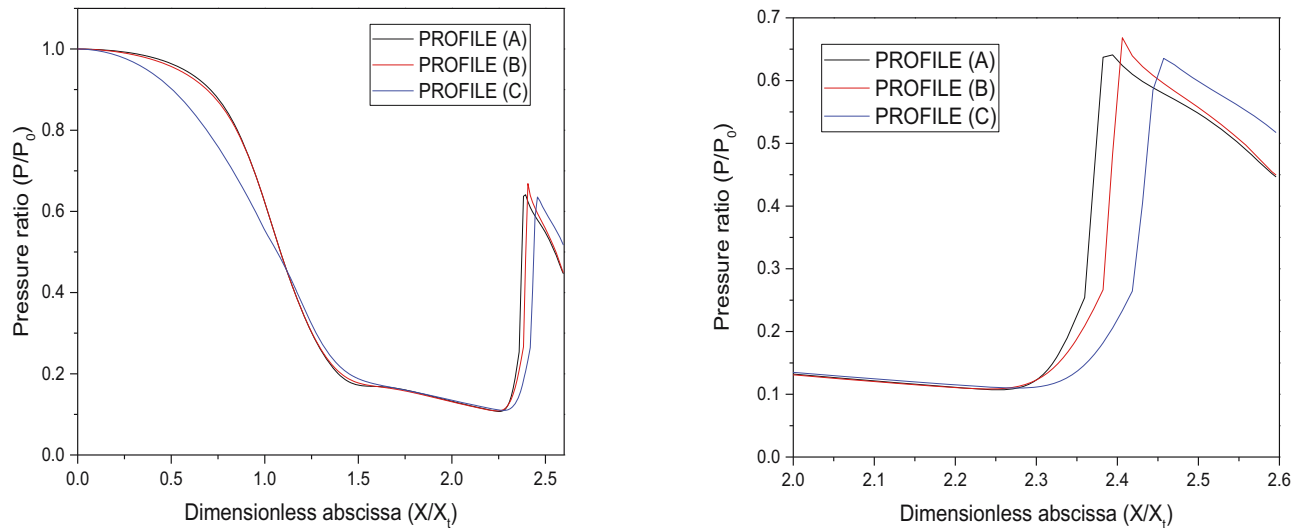 PROFILE (A)
PROFILE (B)
PROFILE (C)
Pressure ratio (P/P₀)
1.0
0.8
0.6
0.4
0.2
0.0
0.0 0.5 1.0 1.5 2.0 2.5
Dimensionless abscissa (X/Xₜ)
PROFILE (A)
PROFILE (B)
PROFILE (C)
Pressure ratio (P/P₀)
0.7
0.6
0.5
0.4
0.3
0.2
0.1
0.0
2.0 2.1 2.2 2.3 2.4 2.5 2.6
Dimensionless abscissa (X/Xₜ)